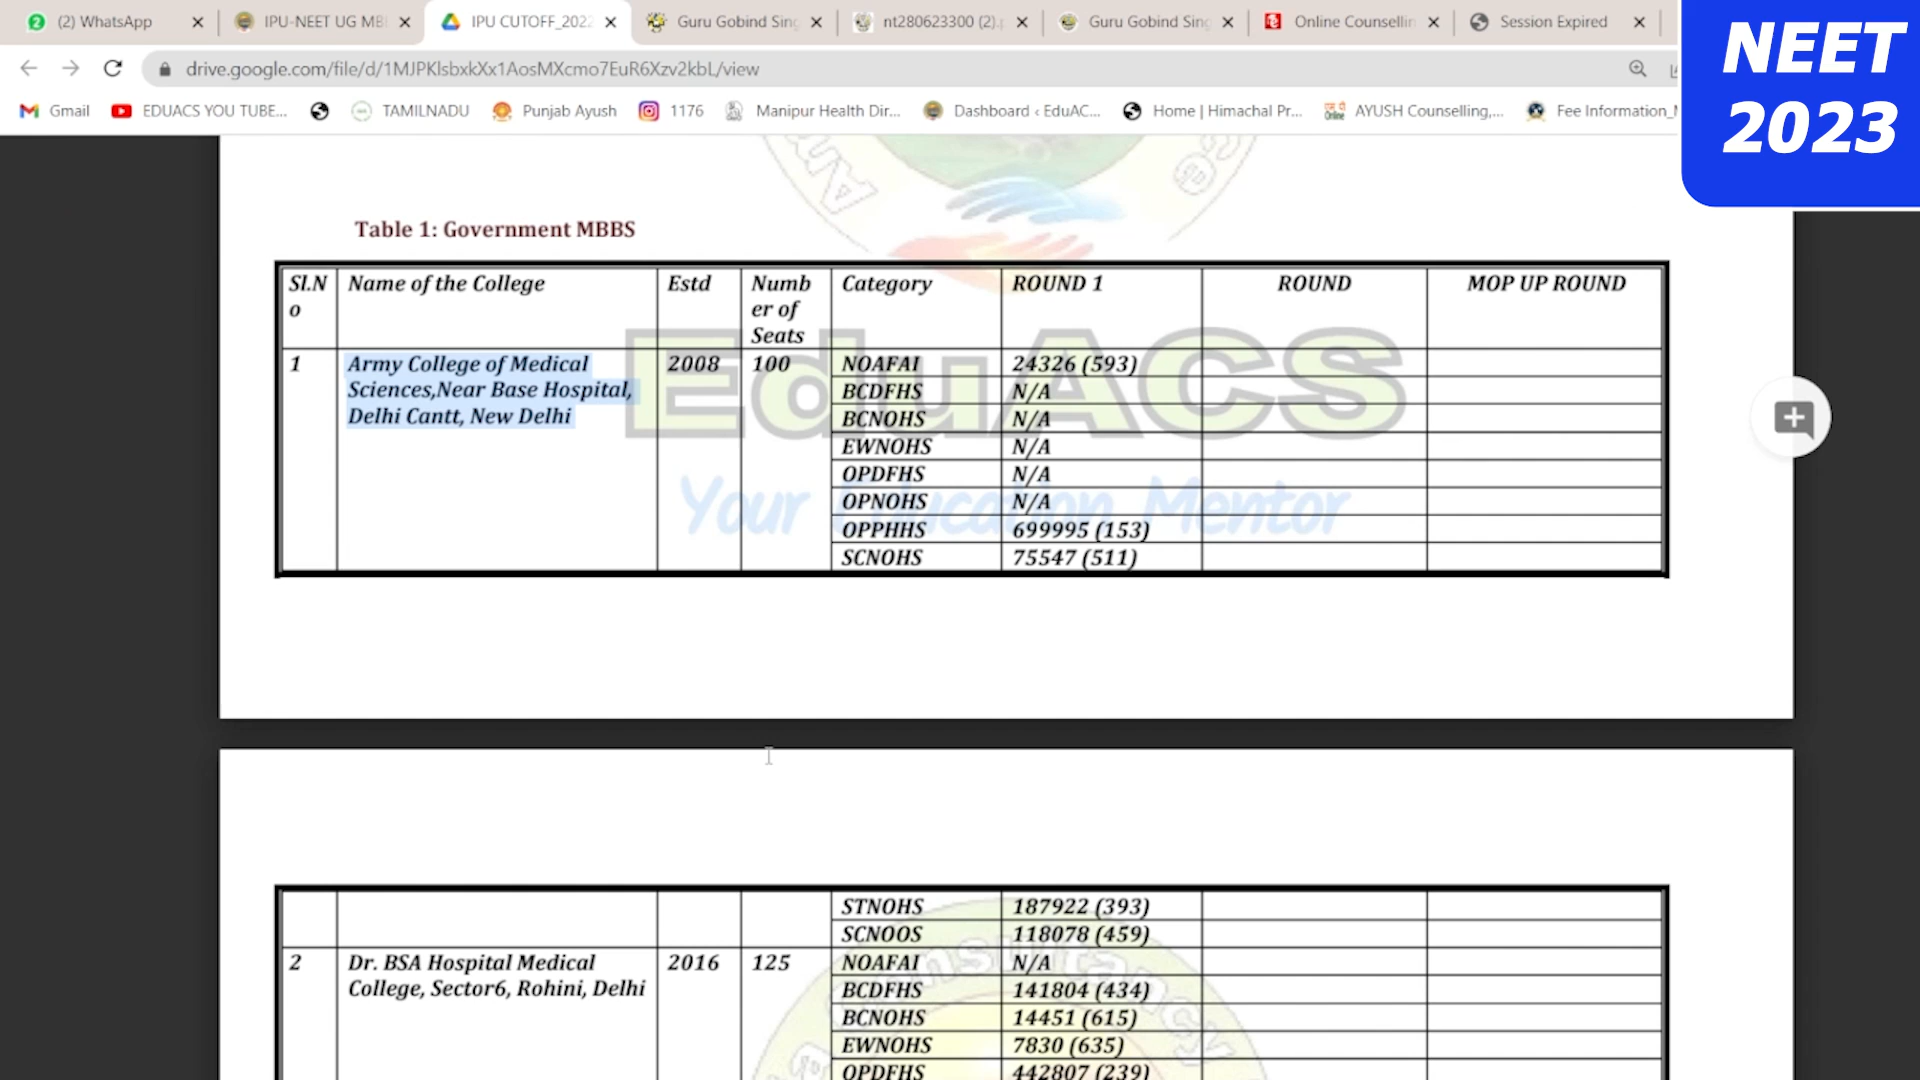 (2) WhatsApp
IPU-NEET UG MB
IPU CUTOFF_2022
Guru Gobind Sing
nt280623300 (2).p
Guru Gobind Sing
Online Counsellin
Session Expired
NEET
2023
drive.google.com/file/d/1MJPKlsbxkXx1AosMXcmo7EuR6Xzv2kbL/view
Gmail
EDUACS YOU TUBE...
TAMILNADU
Punjab Ayush
1176
Manipur Health Dir...
Dashboard ‹ EduAC...
Home | Himachal Pr...
AYUSH Counselling,...
Fee Information_
Table 1: Government MBBS
Sl.N
o
Name of the College
Estd
Numb
er of
Seats
Category
ROUND 1
ROUND
MOP UP ROUND
1
Army College of Medical
Sciences,Near Base Hospital,
Delhi Cantt, New Delhi
2008
100
NOAFAI 24326 (593)
BCDFHS N/A
BCNOHS N/A
EWNOHS N/A
OPDFHS N/A
OPNOHS N/A
OPPHHS 699995 (153)
SCNOHS 75547 (511)
EduACS
Your Education Mentor
STNOHS 187922 (393)
SCNOOS 118078 (459)
2
Dr. BSA Hospital Medical
College, Sector6, Rohini, Delhi
2016
125
NOAFAI N/A
BCDFHS 141804 (434)
BCNOHS 14451 (615)
EWNOHS 7830 (635)
OPDFHS 442807 (239)